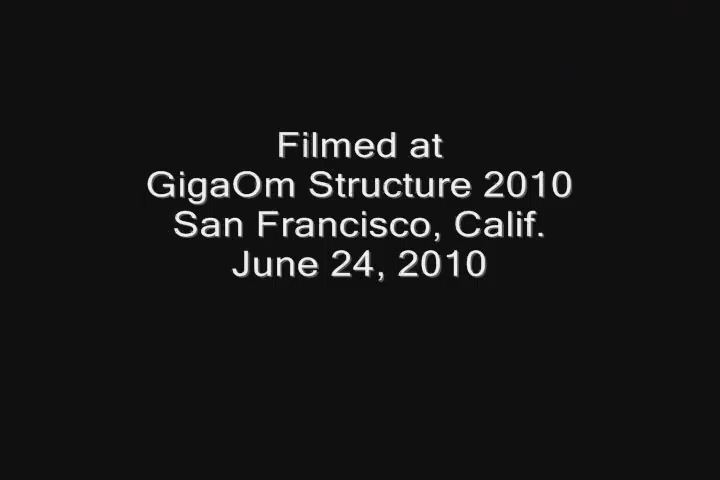 Filmed at
GigaOm Structure 2010
San Francisco, Calif.
June 24, 2010